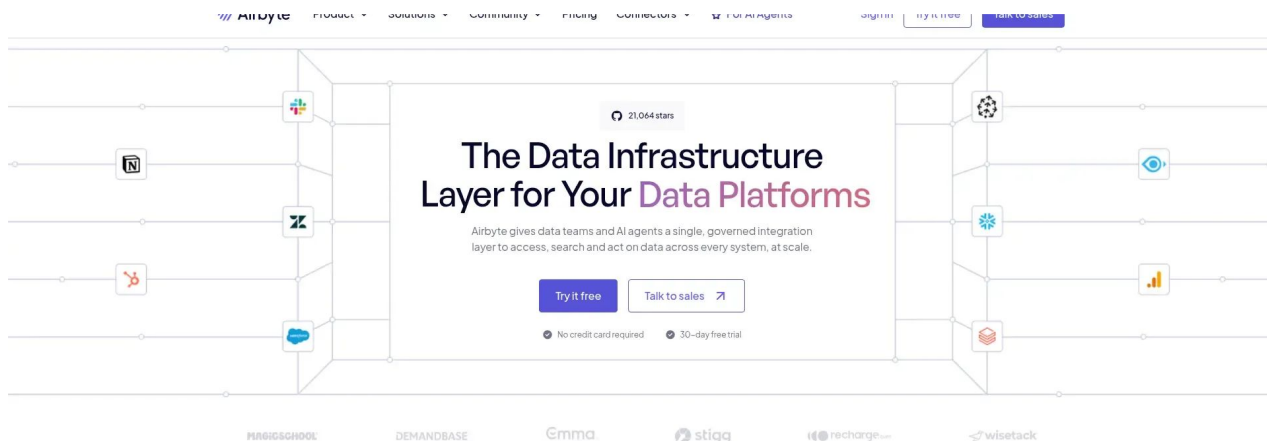 Airbyte Product Solutions Community Pricing Connectors For AI Agents Sign in Try it free Talk to sales
21,064 stars
The Data Infrastructure
Layer for Your Data Platforms
Airbyte gives data teams and AI agents a single, governed integration
layer to access, search and act on data across every system, at scale.
Try it free Talk to sales
No credit card required 30-day free trial
MAGICSCHOOL DEMANDBASE Emma stigg recharge wisetack